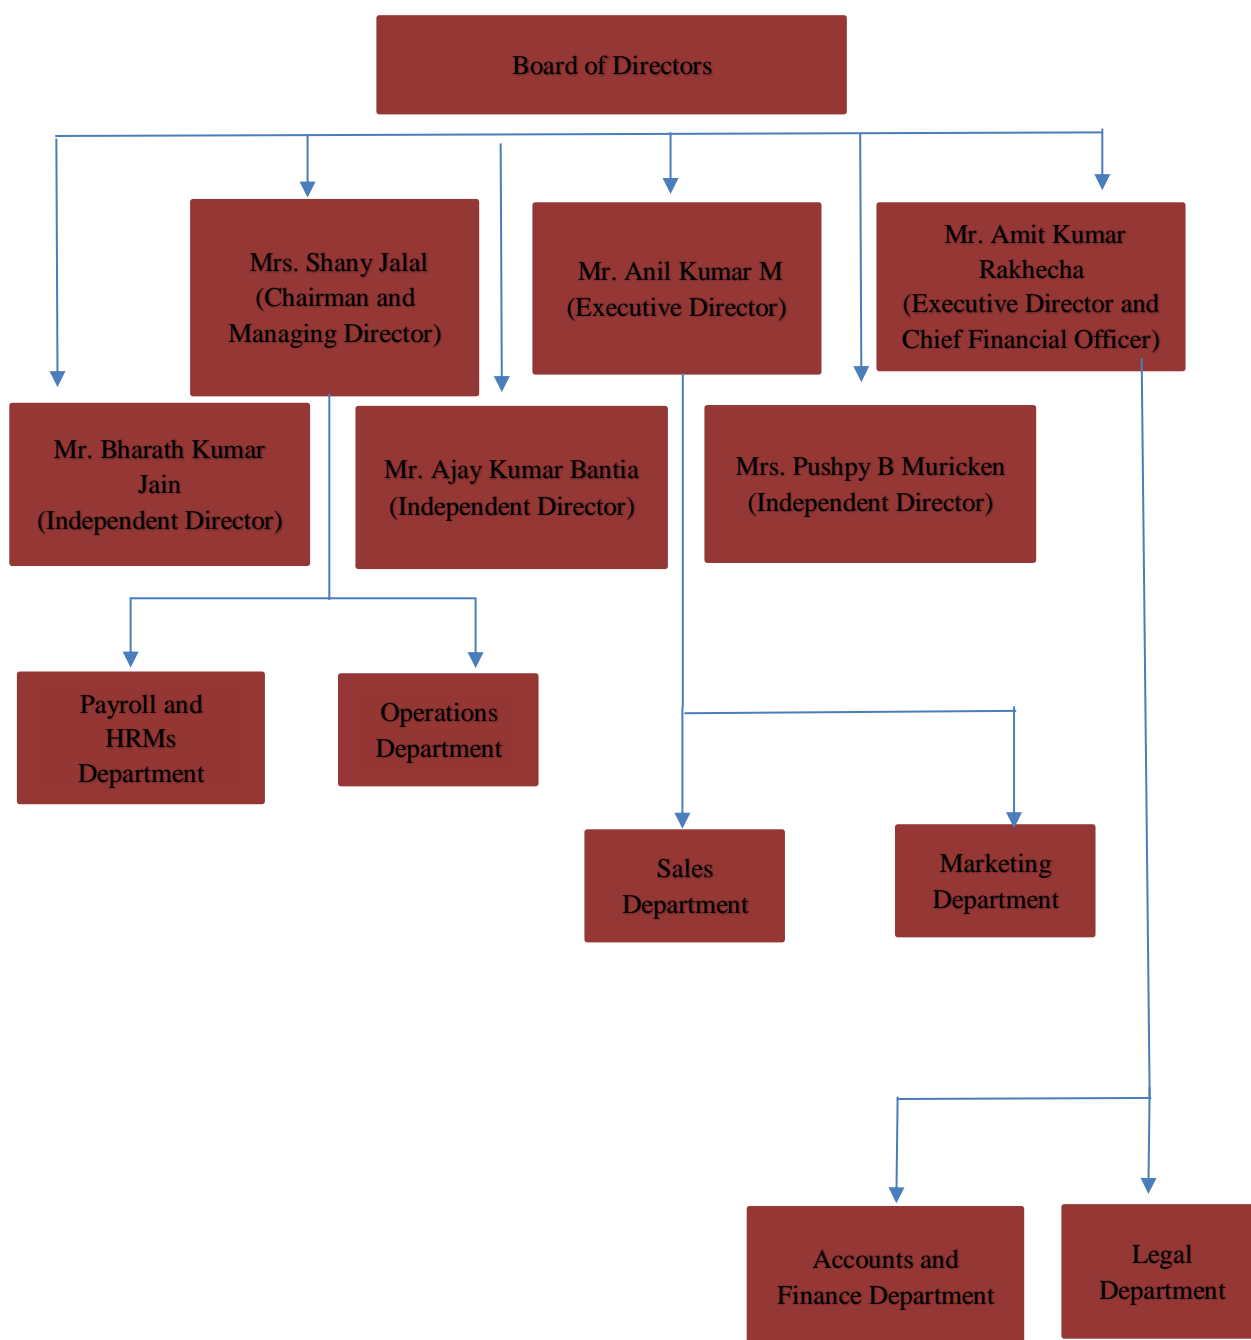 Board of Directors
Mrs. Shany Jalal
(Chairman and
Managing Director)
Mr. Anil Kumar M
(Executive Director)
Mr. Amit Kumar
Rakhecha
(Executive Director and
Chief Financial Officer)
Mr. Bharath Kumar
Jain
(Independent Director)
Mr. Ajay Kumar Bantia
(Independent Director)
Mrs. Pushpy B Muricken
(Independent Director)
Payroll and
HRMs
Department
Operations
Department
Sales
Department
Marketing
Department
Accounts and
Finance Department
Legal
Department